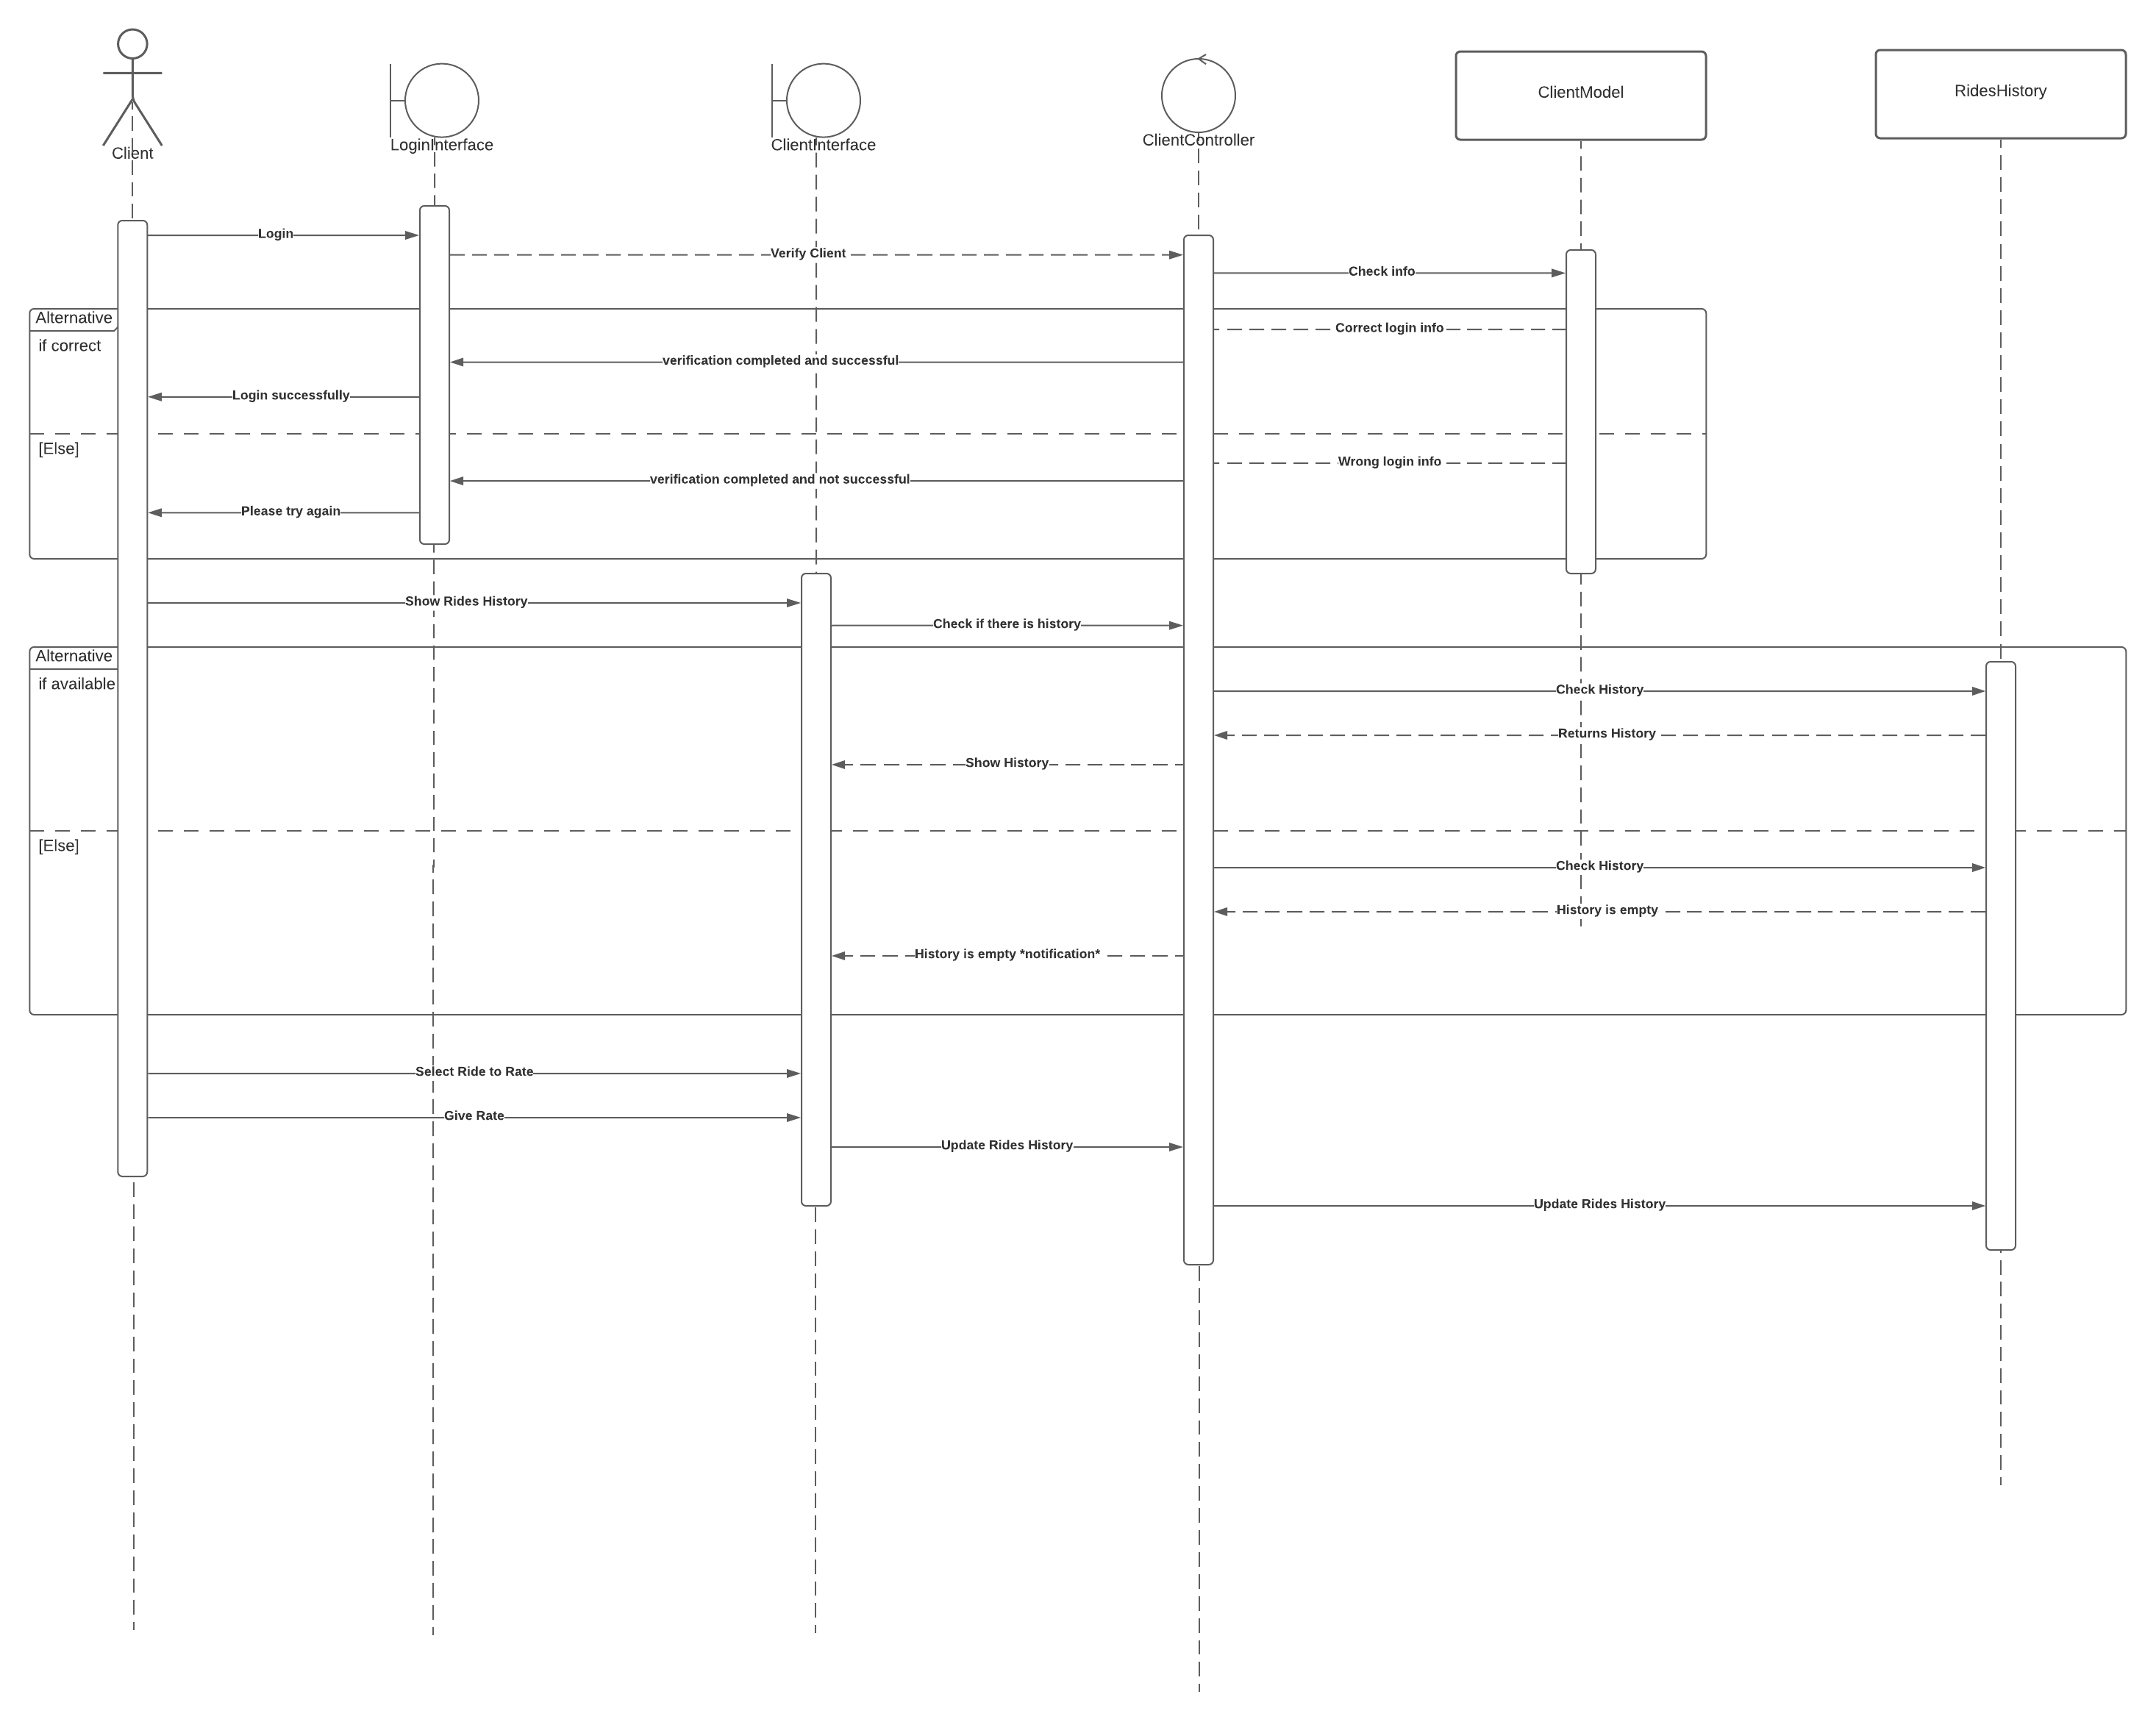 Client
LoginInterface
ClientInterface
ClientController
ClientModel
RidesHistory
Login
Verify Client
Check info
Alternative
if correct
Correct login info
verification completed and successful
Login successfully
[Else]
Wrong login info
verification completed and not successful
Please try again
Show Rides History
Check if there is history
Alternative
if available
Check History
Returns History
Show History
[Else]
Check History
History is empty
History is empty *notification*
Select Ride to Rate
Give Rate
Update Rides History
Update Rides History